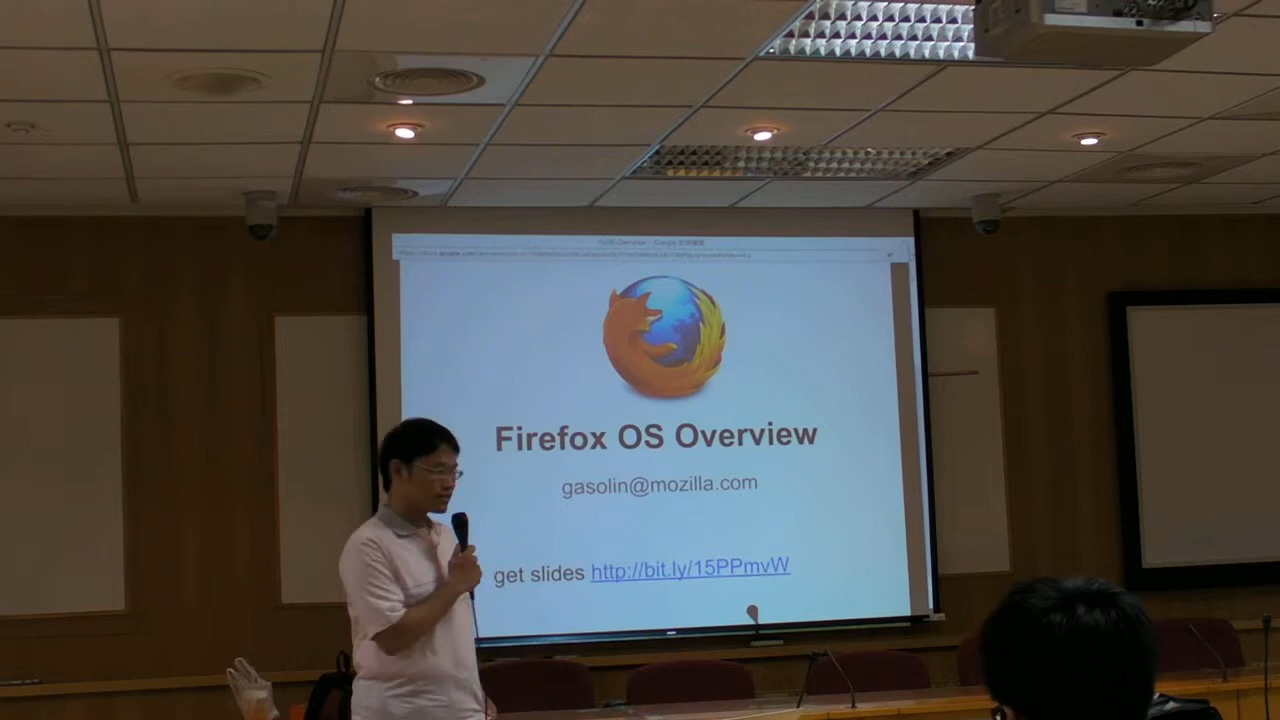 Firefox OS Overview
gasolin@mozilla.com
get slides http://bit.ly/15PPmvW